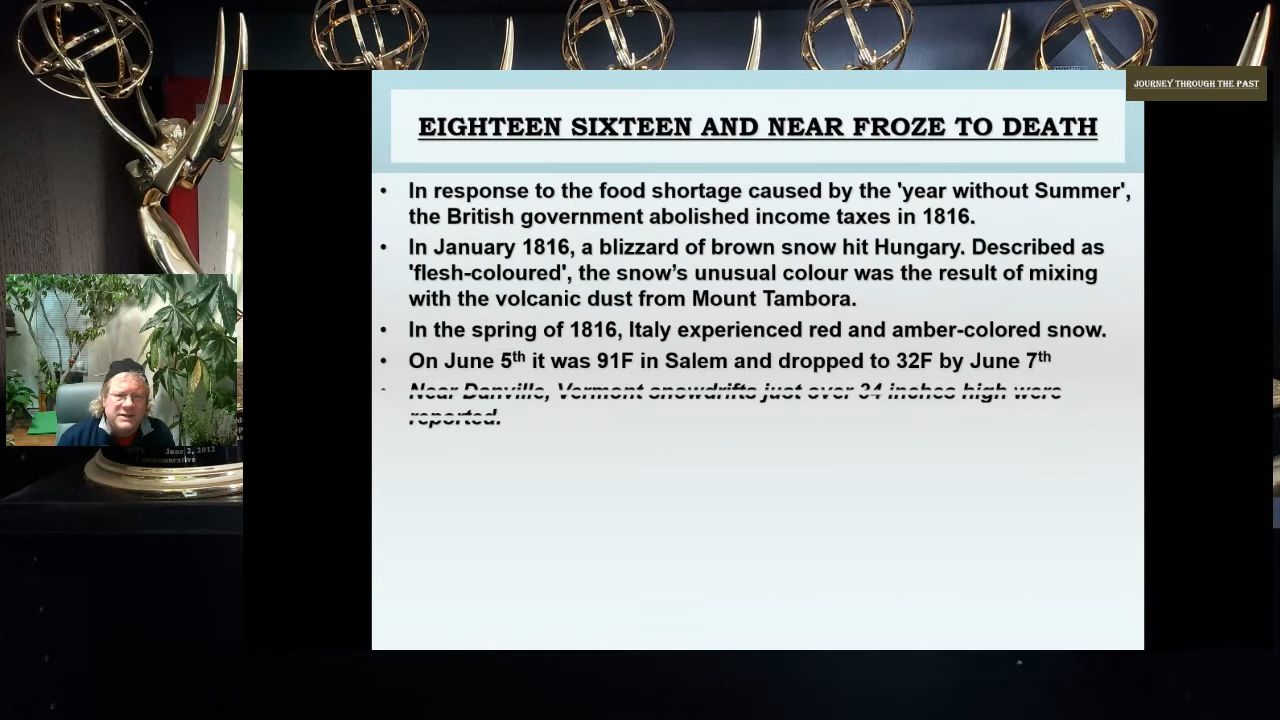 JOURNEY THROUGH THE PAST
EIGHTEEN SIXTEEN AND NEAR FROZE TO DEATH
• In response to the food shortage caused by the 'year without Summer',
the British government abolished income taxes in 1816.
• In January 1816, a blizzard of brown snow hit Hungary. Described as
'flesh-coloured', the snow’s unusual colour was the result of mixing
with the volcanic dust from Mount Tambora.
• In the spring of 1816, Italy experienced red and amber-colored snow.
• On June 5th it was 91F in Salem and dropped to 32F by June 7th
• Near Danville, Vermont snowdrifts just over 34 inches high were
reported.
June 2, 2012
Commemorative